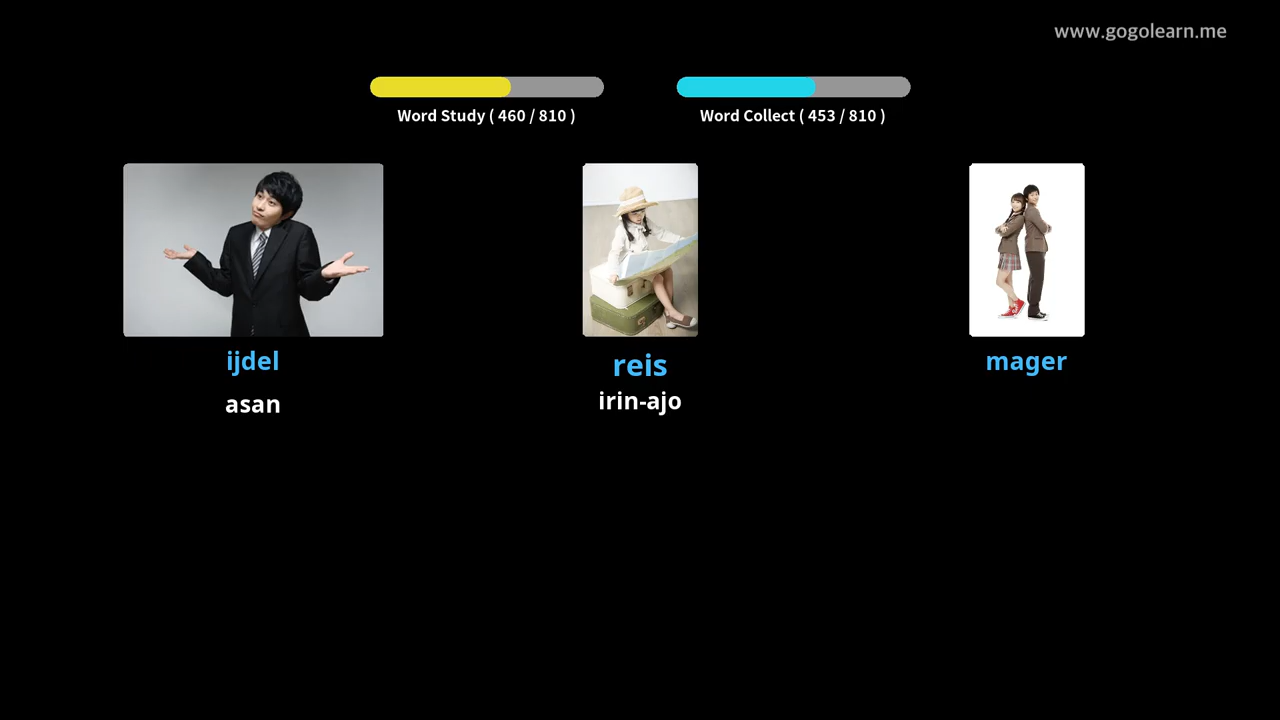 www.gogolearn.me
Word Study ( 460 / 810 )
Word Collect ( 453 / 810 )
ijdel
asan
reis
irin-ajo
mager